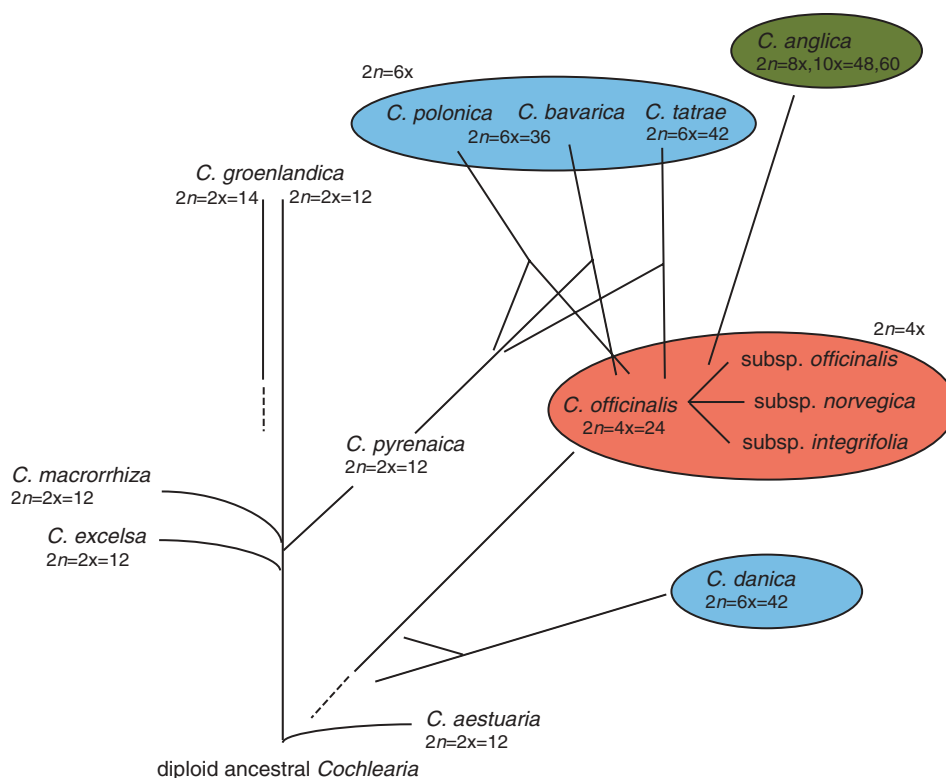 C. anglica
2n=8x,10x=48,60
2n=6x
C. polonica C. bavarica C. tatrae
2n=6x=36 2n=6x=42
C. groenlandica
2n=2x=14 2n=2x=12
2n=4x
subsp. officinalis
C. officinalis subsp. norvegica
2n=4x=24
subsp. integrifolia
C. pyrenaica
2n=2x=12
C. macrorrhiza
2n=2x=12
C. excelsa
2n=2x=12
C. danica
2n=6x=42
C. aestuaria
2n=2x=12
diploid ancestral Cochlearia